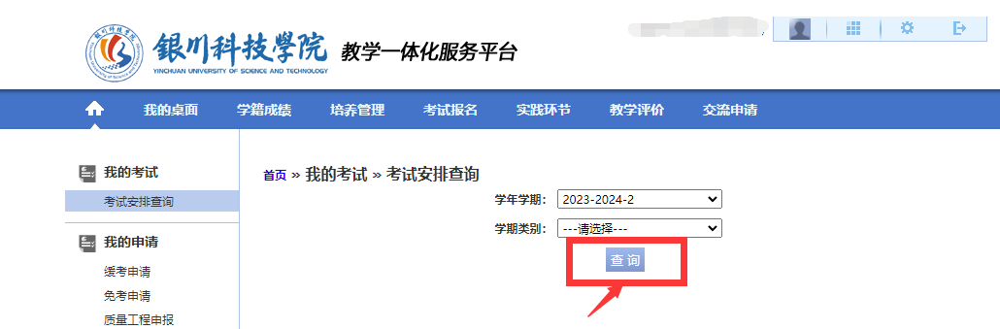 银川科技学院
YINCHUAN UNIVERSITY OF SCIENCE AND TECHNOLOGY
教学一体化服务平台
我的桌面 学籍成绩 培养管理 考试报名 实践环节 教学评价 交流申请
我的考试
考试安排查询
我的申请
缓考申请
免考申请
质量工程申报
首页 » 我的考试 » 考试安排查询
学年学期： 2023-2024-2
学期类别： ---请选择---
查 询